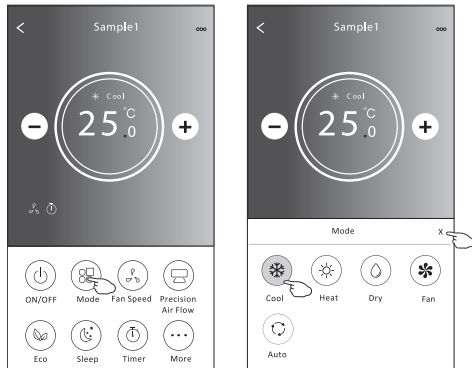 Sample1
Cool
25.0°C
ON/OFF
Mode
Fan Speed
Precision
Air Flow
Eco
Sleep
Timer
More
Sample1
Cool
25.0°C
Mode
X
Cool
Heat
Dry
Fan
Auto